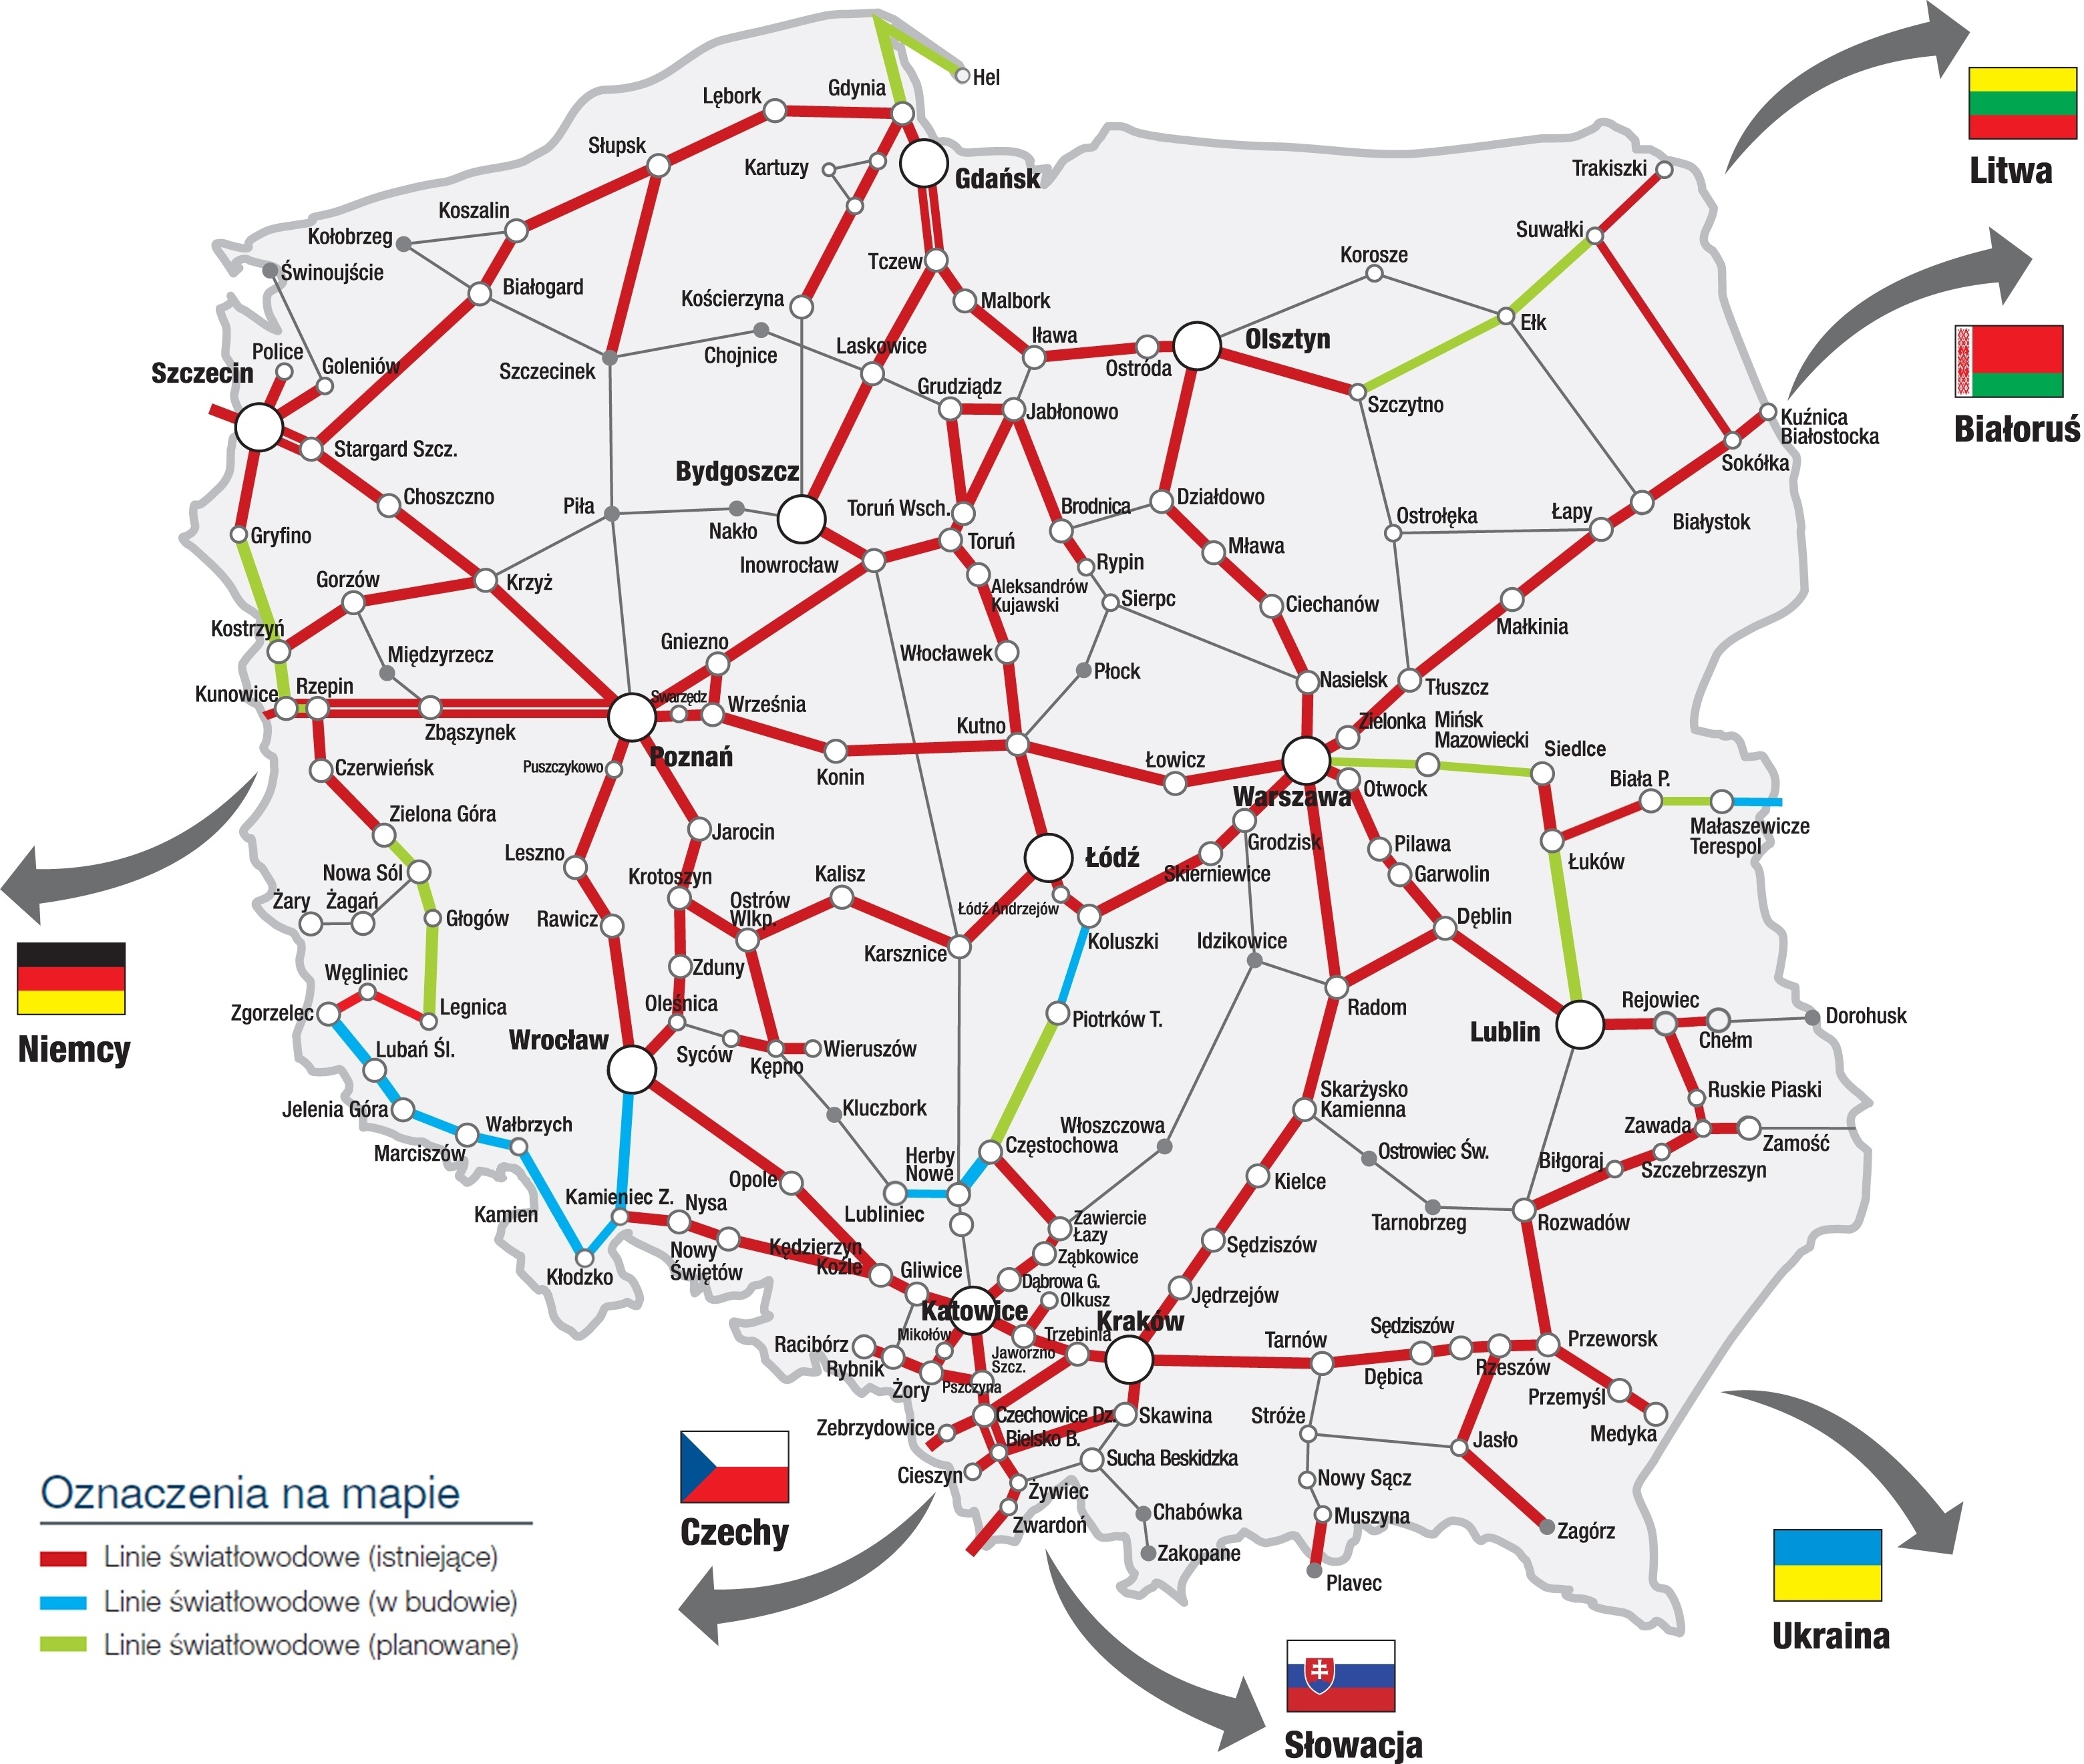 Hel
Gdynia
Lębork
Słupsk
Kartuzy
Gdańsk
Trakiszki
Litwa
Koszalin
Kołobrzeg
Suwałki
Korosze
Świnoujście
Białogard
Tczew
Kościerzyna
Malbork
Ełk
Iława
Olsztyn
Police
Goleniów
Szczecin
Szczecinek
Chojnice
Laskowice
Ostróda
Grudziądz
Jabłonowo
Szczytno
Kuźnica
Białostocka
Białoruś
Stargard Szcz.
Sokółka
Bydgoszcz
Choszczno
Piła
Nakło
Toruń Wsch.
Brodnica
Działdowo
Ostrołęka
Łapy
Białystok
Gryfino
Toruń
Mława
Inowrocław
Rypin
Gorzów
Krzyż
Aleksandrów
Kujawski
Sierpc
Ciechanów
Małkinia
Kostrzyń
Międzyrzecz
Gniezno
Włocławek
Płock
Nasielsk
Tłuszcz
Kunowice
Rzepin
Swarzędz
Września
Zbąszynek
Kutno
Zielonka
Mińsk
Mazowiecki
Siedlce
Poznań
Czerwieńsk
Puszczykowo
Konin
Łowicz
Warszawa
Otwock
Biała P.
Małaszewicze
Terespol
Zielona Góra
Jarocin
Grodzisk
Pilawa
Łuków
Leszno
Łódź
Nowa Sól
Krotoszyn
Kalisz
Skierniewice
Garwolin
Żary
Żagań
Głogów
Rawicz
Ostrów
Wlkp.
Łódź Andrzejów
Koluszki
Dęblin
Karsznice
Idzikowice
Węgliniec
Zduny
Niemcy
Zgorzelec
Legnica
Oleśnica
Radom
Rejowiec
Dorohusk
Piotrków T.
Lublin
Chełm
Wrocław
Lubań Śl.
Syców
Kępno
Wieruszów
Jelenia Góra
Kluczbork
Skarżysko
Kamienna
Ruskie Piaski
Wałbrzych
Marciszów
Włoszczowa
Częstochowa
Zawada
Zamość
Ostrowiec Św.
Herby
Nowe
Biłgoraj
Szczebrzeszyn
Opole
Kielce
Kamieniec Z.
Nysa
Kamien
Lubliniec
Tarnobrzeg
Rozwadów
Zawiercie
Łazy
Nowy
Świętów
Kędzierzyn
Koźle
Kłodzko
Ząbkowice
Sędziszów
Gliwice
Dąbrowa G.
Olkusz
Jędrzejów
Katowice
Kraków
Mikołów
Trzebinia
Racibórz
Rybnik
Jaworzno
Szcz.
Tarnów
Sędziszów
Przeworsk
Rzeszów
Dębica
Żory
Pszczyna
Przemyśl
Zebrzydowice
Czechowice Dz.
Skawina
Stróże
Medyka
Bielsko B.
Jasło
Cieszyn
Sucha Beskidzka
Żywiec
Nowy Sącz
Zwardoń
Chabówka
Muszyna
Zagórz
Zakopane
Plavec
Czechy
Słowacja
Ukraina
Oznaczenia na mapie
Linie światłowodowe (istniejące)
Linie światłowodowe (w budowie)
Linie światłowodowe (planowane)